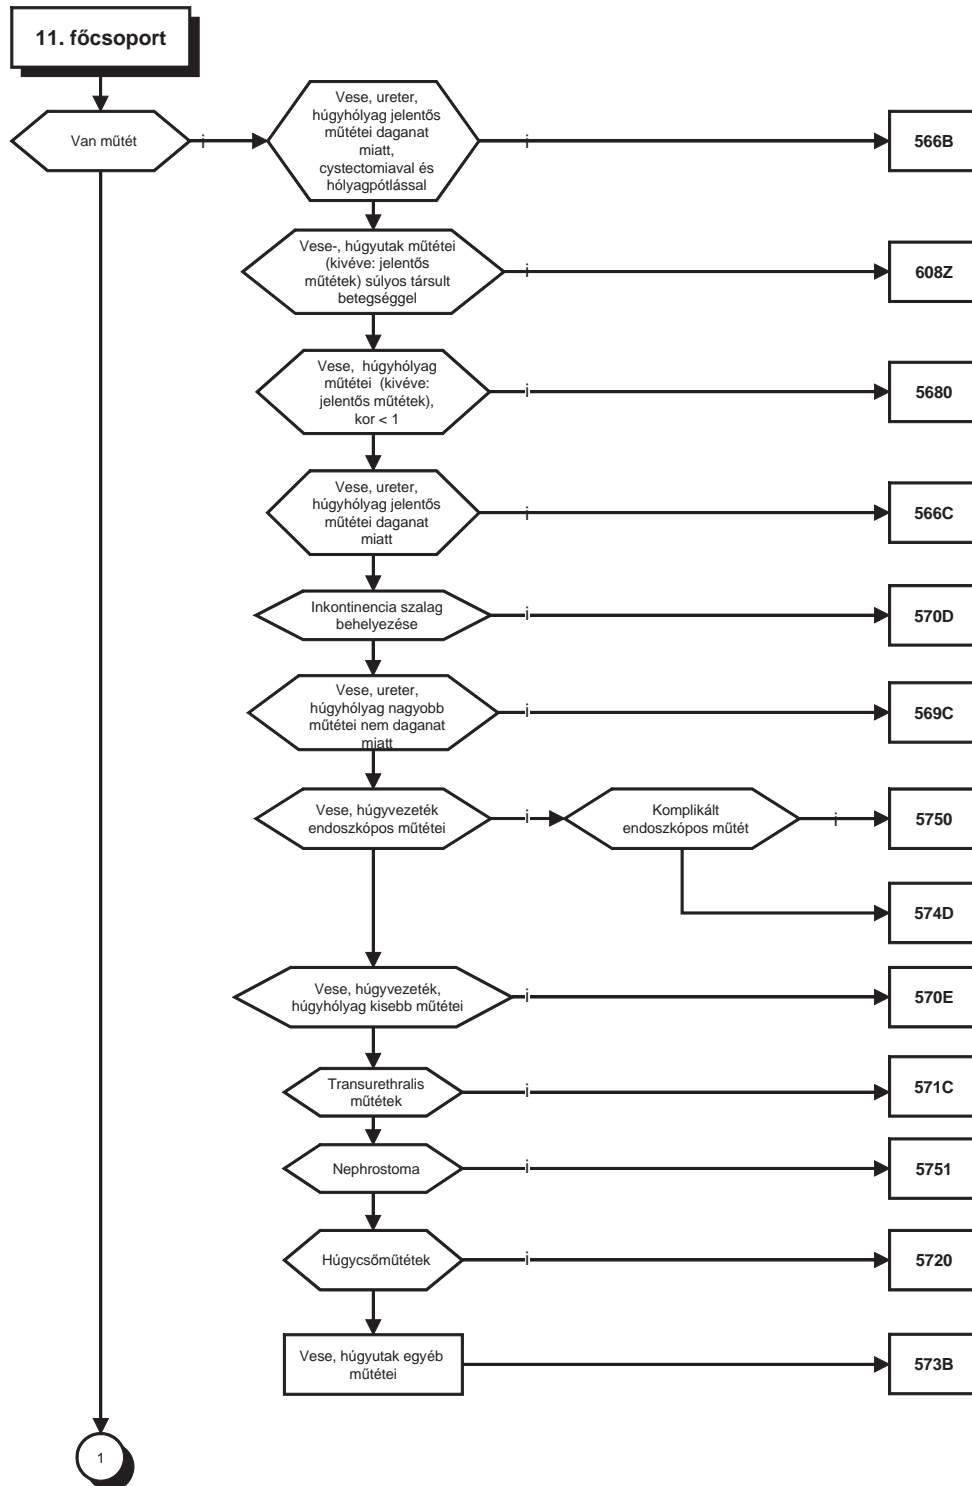 11. főcsoport
Van műtét
i
Vese, ureter,
húgyhólyag jelentős
műtétei daganat
miatt,
cystectomiaval és
hólyagpótlással
i
566B
Vese-, húgyutak műtétei
(kivéve: jelentős
műtétek) súlyos társult
betegséggel
i
608Z
Vese, húgyhólyag
műtétei (kivéve:
jelentős műtétek),
kor < 1
i
5680
Vese, ureter,
húgyhólyag jelentős
műtétei daganat
miatt
i
566C
Inkontinencia szalag
behelyezése
i
570D
Vese, ureter,
húgyhólyag nagyobb
műtétei nem daganat
miatt
i
569C
Vese, húgyvezeték
endoszkópos műtétei
i
Komplikált
endoszkópos műtét
i
5750
574D
Vese, húgyvezeték,
húgyhólyag kisebb műtétei
i
570E
Transurethralis
műtétek
i
571C
Nephrostoma
i
5751
Húgycsőműtétek
i
5720
Vese, húgyutak egyéb
műtétei
573B
1